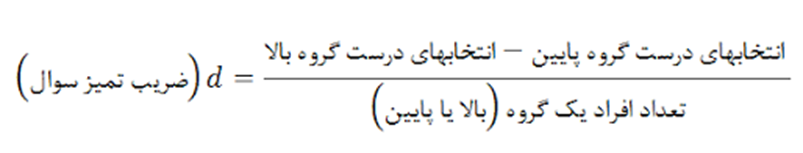 d (ضریب تمیز سوال) =
انتخابهای درست گروه بالا − انتخابهای درست گروه پایین
تعداد افراد یک گروه (بالا یا پایین)